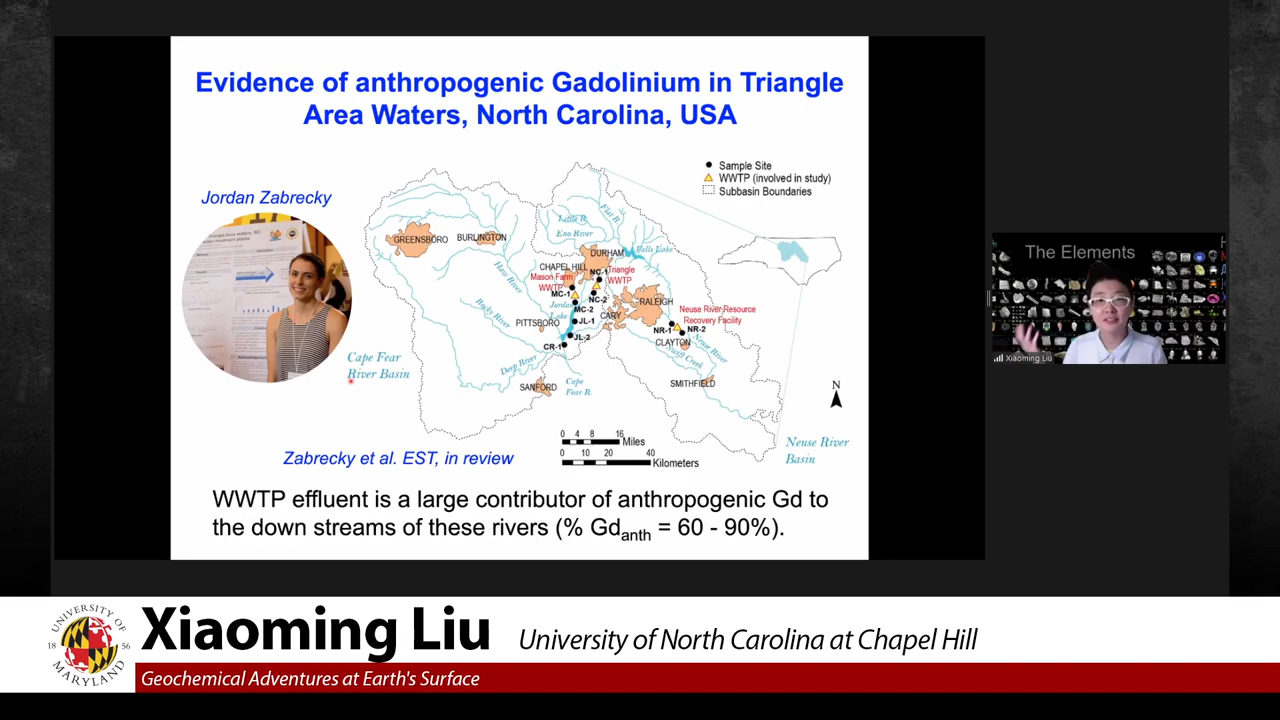 Evidence of anthropogenic Gadolinium in Triangle
Area Waters, North Carolina, USA
Jordan Zabrecky
Triangle Area waters, NC
Sample Site
WWTP (involved in study)
Subbasin Boundaries
GREENSBORO
BURLINGTON
Haw River
Little R.
Flat R.
Eno River
Falls Lake
DURHAM
CHAPEL HILL
NC-1
Triangle
WWTP
Mason Farm
WWTP
MC-1
NC-2
MC-2
Jordan
Lake
RALEIGH
CARY
Rocky River
PITTSBORO
JL-1
JL-2
CR-1
Neuse River Resource
Recovery Facility
NR-1
NR-2
CLAYTON
Neuse River
Swift Creek
Deep River
SANFORD
Cape
Fear R.
SMITHFIELD
Cape Fear
River Basin
N
0 4 8 16
Miles
0 10 20 40
Kilometers
Neuse River
Basin
Zabrecky et al. EST, in review
WWTP effluent is a large contributor of anthropogenic Gd to
the down streams of these rivers (% Gdanth = 60 - 90%).
The Elements
Xiaoming Liu
UNIVERSITY OF
18 56
MARYLAND
Xiaoming Liu
University of North Carolina at Chapel Hill
Geochemical Adventures at Earth's Surface